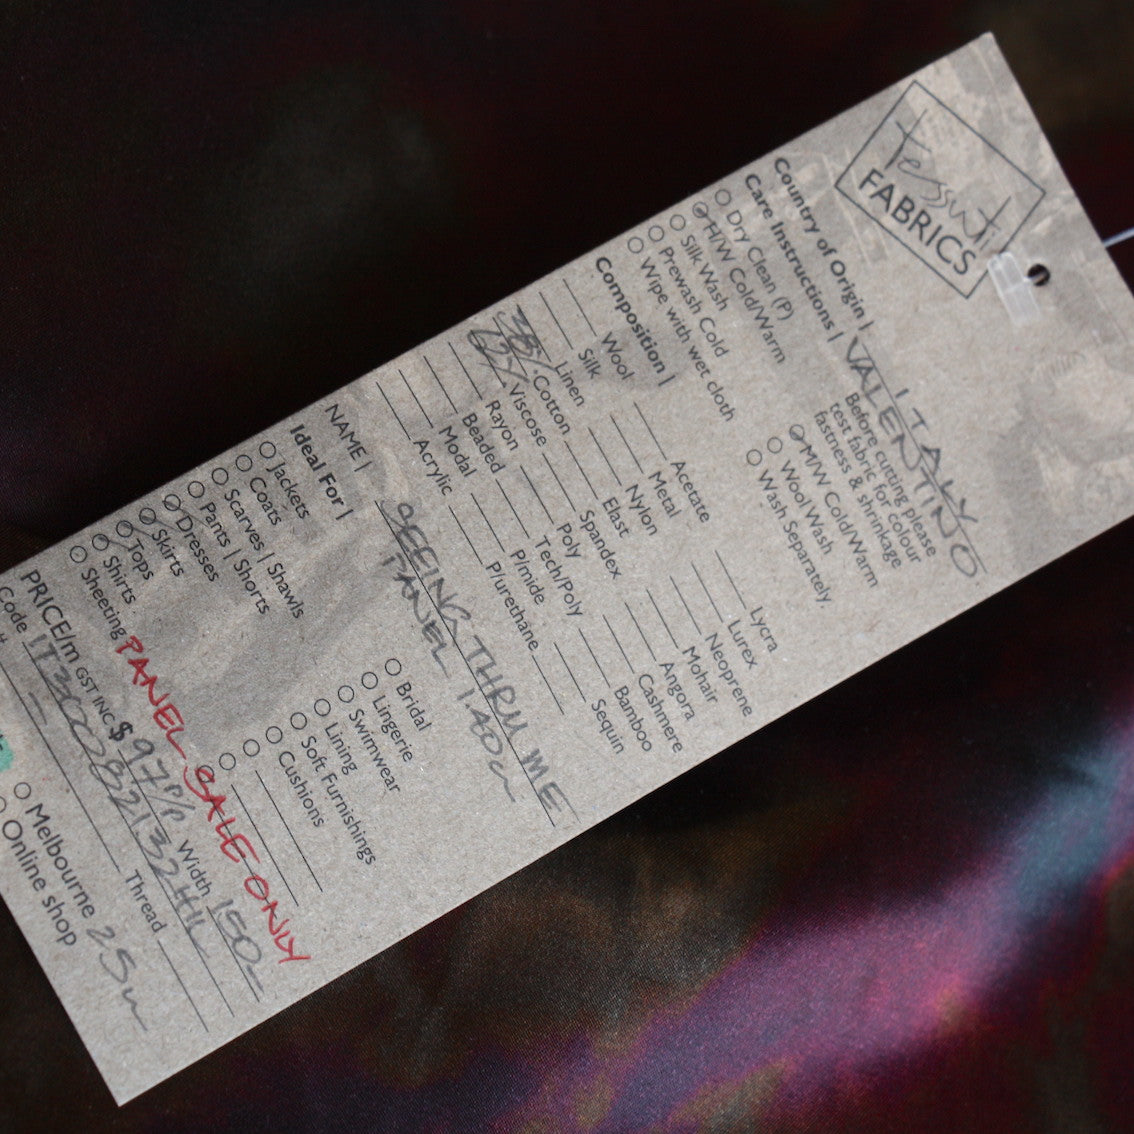 tessuti
FABRICS
Country of Origin | ITALY
VALENTINO
Care Instructions | Before cutting please
test fabric for colour
fastness & shrinkage
Dry Clean (P)
H/W Cold/Warm
Silk Wash
Prewash Cold
Wipe with wet cloth
M/W Cold/Warm
Wool Wash
Wash Separately
Composition |
Wool
Silk
Linen
38% Cotton
Viscose
Rayon
Beaded
Modal
Acrylic
Acetate
Metal
Nylon
Elast
Spandex
Poly
Tech/Poly
P/mide
P/urethane
Lycra
Lurex
Neoprene
Mohair
Angora
Cashmere
Bamboo
Sequin
NAME | SEEING THRU ME
PANEL 140cm
Ideal For |
Jackets
Coats
Scarves | Shawls
Pants | Shorts
Dresses
Skirts
Tops
Shirts
Sheeting
Bridal
Lingerie
Swimwear
Lining
Soft Furnishings
Cushions
PANEL SALE ONLY
PRICE/m GST INC $ 97 P/P Width 150-
Code
Thread
Melbourne 25m
Online shop